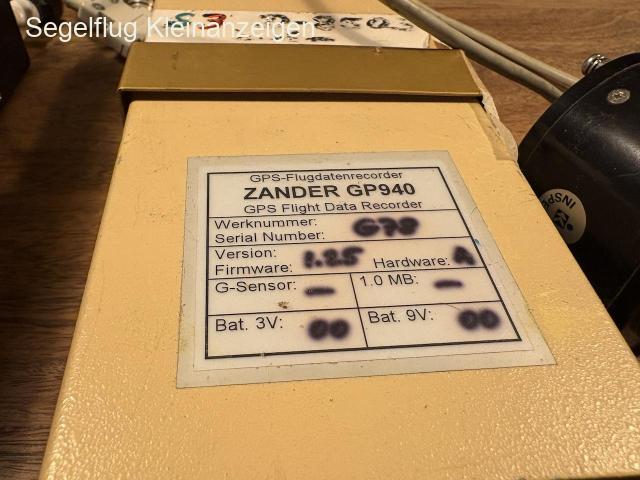 Segelflug Kleinanzeigen
GPS-Flugdatenrecorder
ZANDER GP940
GPS Flight Data Recorder
Werknummer:
Serial Number: G78
Version:
Firmware: 1.25 Hardware: A
G-Sensor: - 1.0 MB: -
Bat. 3V: 00 Bat. 9V: 00
INSP